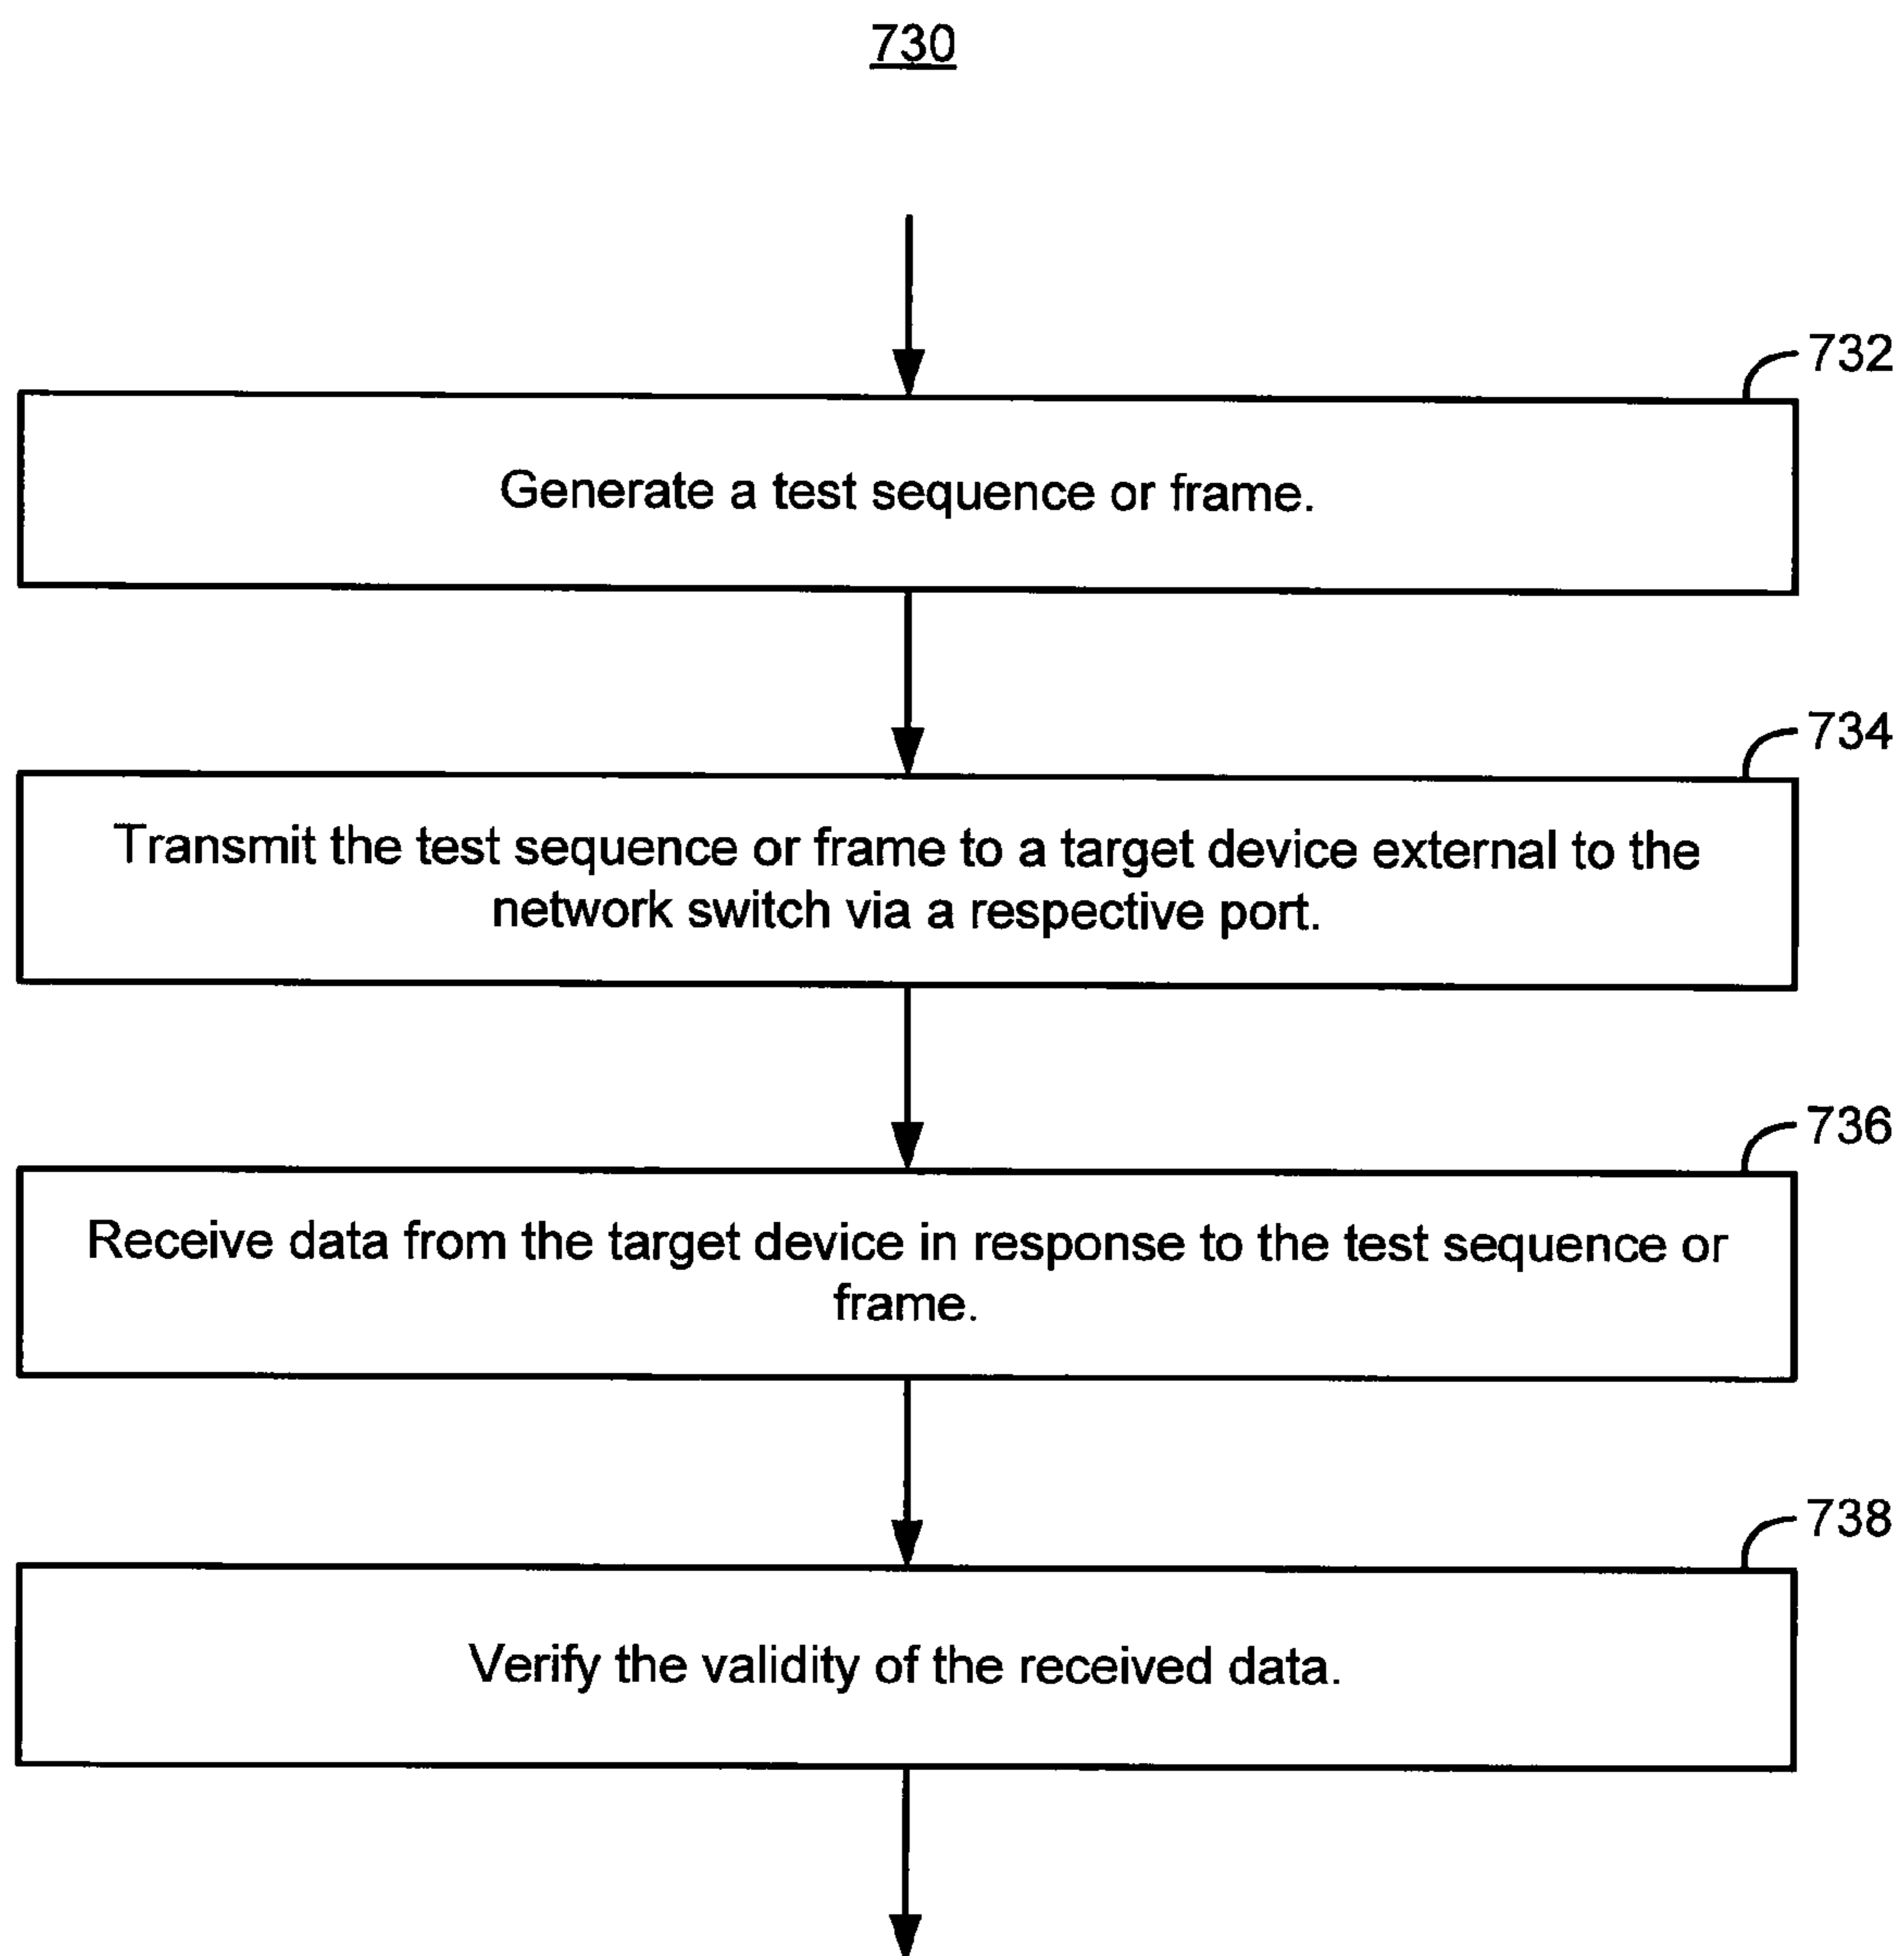 730
732
Generate a test sequence or frame.
734
Transmit the test sequence or frame to a target device external to the
network switch via a respective port.
736
Receive data from the target device in response to the test sequence or
frame.
738
Verify the validity of the received data.